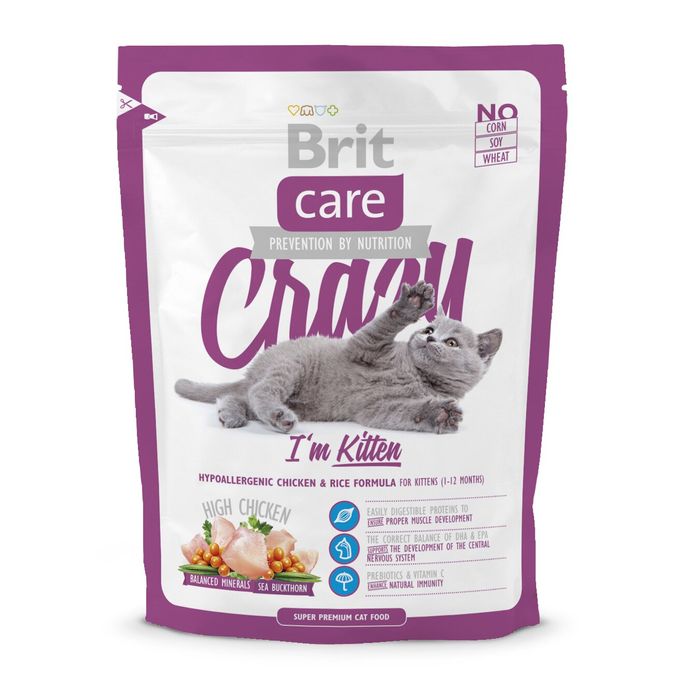 Brit
care
PREVENTION BY NUTRITION
NO
CORN
SOY
WHEAT
Crazy
I'm Kitten
HYPOALLERGENIC CHICKEN & RICE FORMULA FOR KITTENS (1-12 MONTHS)
HIGH CHICKEN
BALANCED MINERALS
SEA BUCKTHORN
EASILY DIGESTIBLE PROTEINS TO
ENSURE PROPER MUSCLE DEVELOPMENT
THE CORRECT BALANCE OF DHA & EPA
SUPPORTS THE DEVELOPMENT OF THE CENTRAL
NERVOUS SYSTEM
PREBIOTICS & VITAMIN C
ENHANCE NATURAL IMMUNITY
SUPER PREMIUM CAT FOOD